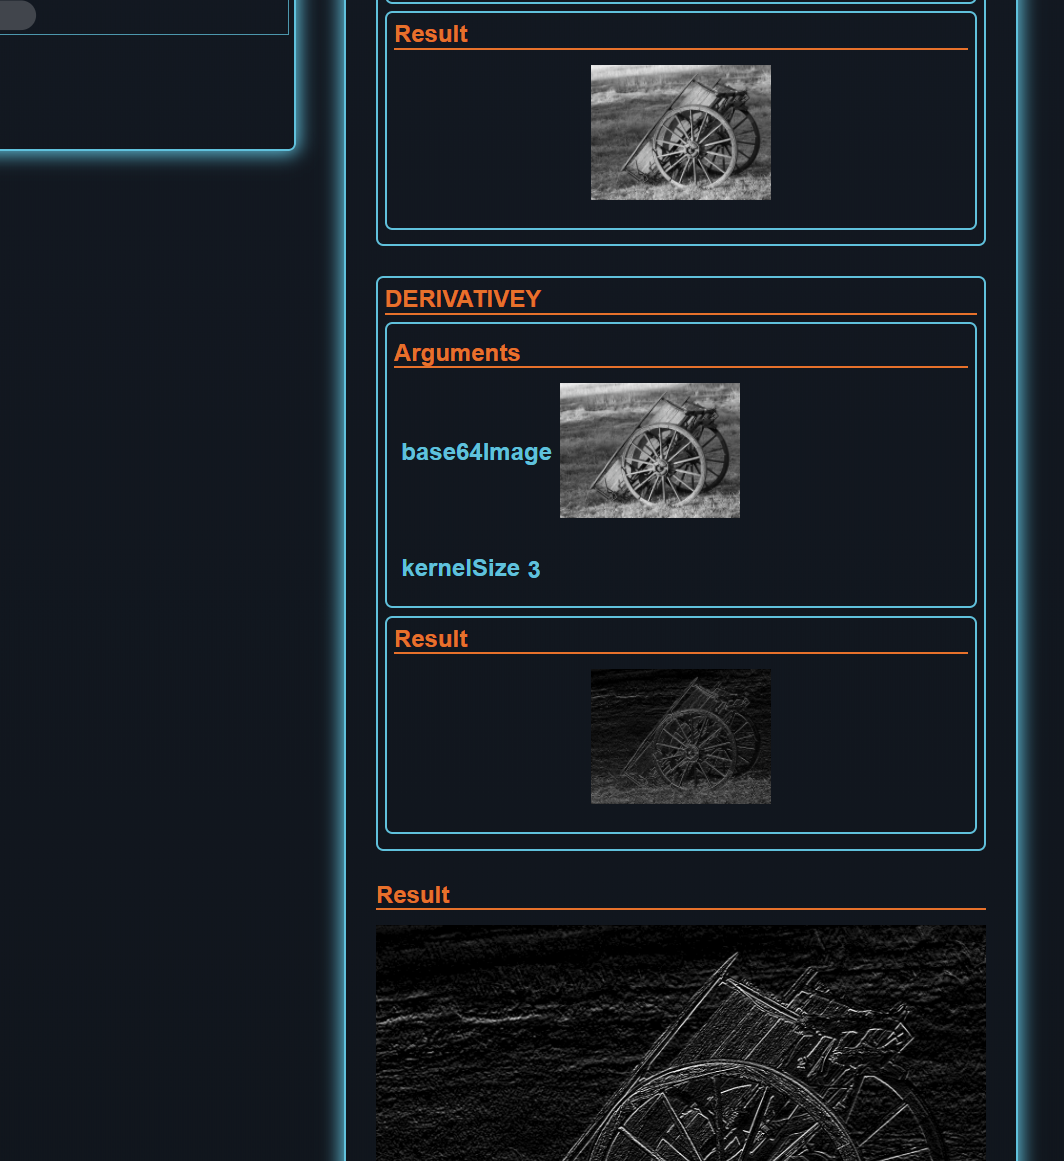 Result
DERIVATIVEY
Arguments
base64Image
kernelSize 3
Result
Result